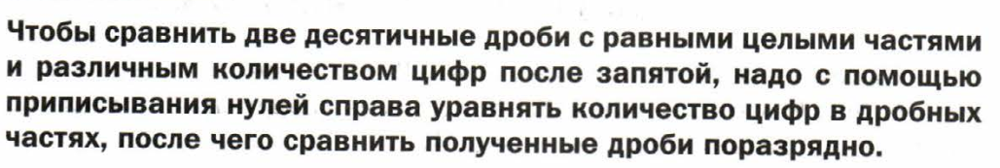 Чтобы сравнить две десятичные дроби с равными целыми частями
и различным количеством цифр после запятой, надо с помощью
приписывания нулей справа уравнять количество цифр в дробных
частях, после чего сравнить полученные дроби поразрядно.